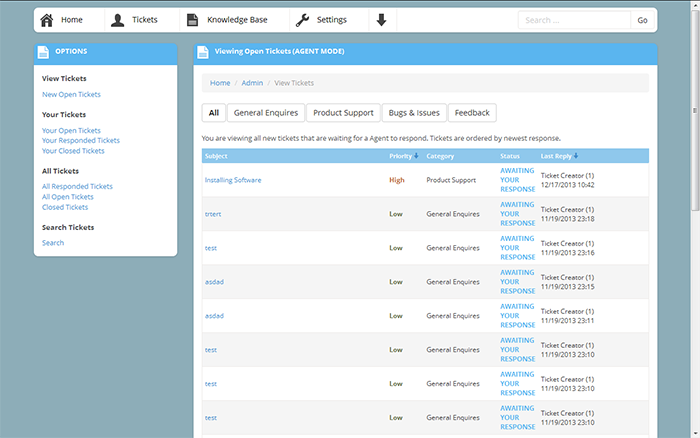 Home Tickets Knowledge Base Settings Search ... Go
OPTIONS
View Tickets
New Open Tickets
Your Tickets
Your Open Tickets
Your Responded Tickets
Your Closed Tickets
All Tickets
All Responded Tickets
All Open Tickets
Closed Tickets
Search Tickets
Search
Viewing Open Tickets (AGENT MODE)
Home / Admin / View Tickets
All General Enquires Product Support Bugs & Issues Feedback
You are viewing all new tickets that are waiting for a Agent to respond. Tickets are ordered by newest response.
Subject Priority Category Status Last Reply
Installing Software High Product Support AWAITING YOUR RESPONSE Ticket Creator (1) 12/17/2013 10:42
trtert Low General Enquires AWAITING YOUR RESPONSE Ticket Creator (1) 11/19/2013 23:18
test Low General Enquires AWAITING YOUR RESPONSE Ticket Creator (1) 11/19/2013 23:16
asdad Low General Enquires AWAITING YOUR RESPONSE Ticket Creator (1) 11/19/2013 23:15
asdad Low General Enquires AWAITING YOUR RESPONSE Ticket Creator (1) 11/19/2013 23:11
test Low General Enquires AWAITING YOUR RESPONSE Ticket Creator (1) 11/19/2013 23:10
test Low General Enquires AWAITING YOUR RESPONSE Ticket Creator (1) 11/19/2013 23:10
test Low General Enquires AWAITING YOUR RESPONSE Ticket Creator (1) 11/19/2013 23:10